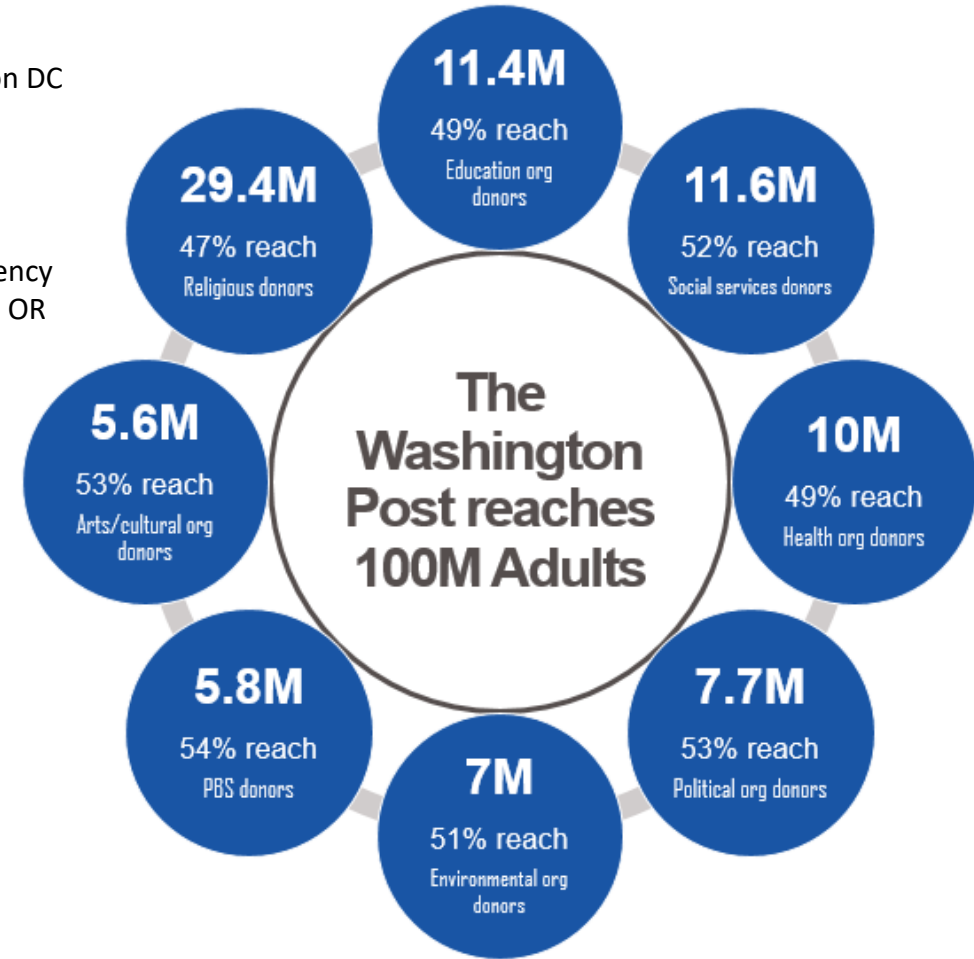 on DC
ency
OR
11.4M
49% reach
Education org
donors
11.6M
52% reach
Social services donors
10M
49% reach
Health org donors
7.7M
53% reach
Political org donors
7M
51% reach
Environmental org
donors
5.8M
54% reach
PBS donors
5.6M
53% reach
Arts/cultural org
donors
29.4M
47% reach
Religious donors
The
Washington
Post reaches
100M Adults